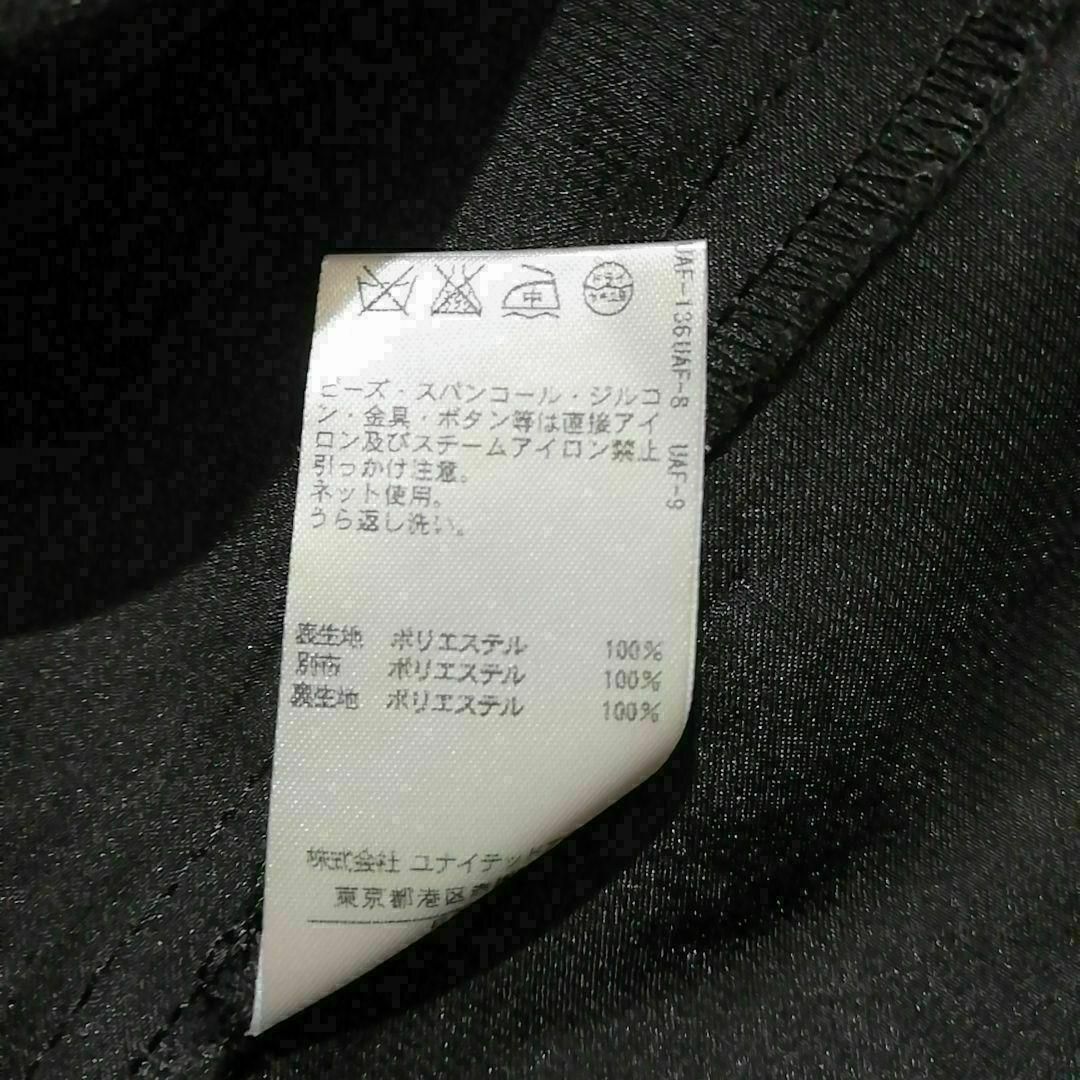 中
ドライ
ビーズ・スパンコール・ジルコ
ン・金具・ボタン等は直接アイ
ロン及びスチームアイロン禁止
引っかけ注意。
ネット使用。
うら返し洗い。
表生地 ポリエステル 100%
別布 ポリエステル 100%
裏生地 ポリエステル 100%
株式会社 ユナイテッド
東京都港区
UAF-136UAF-8 UAF-9